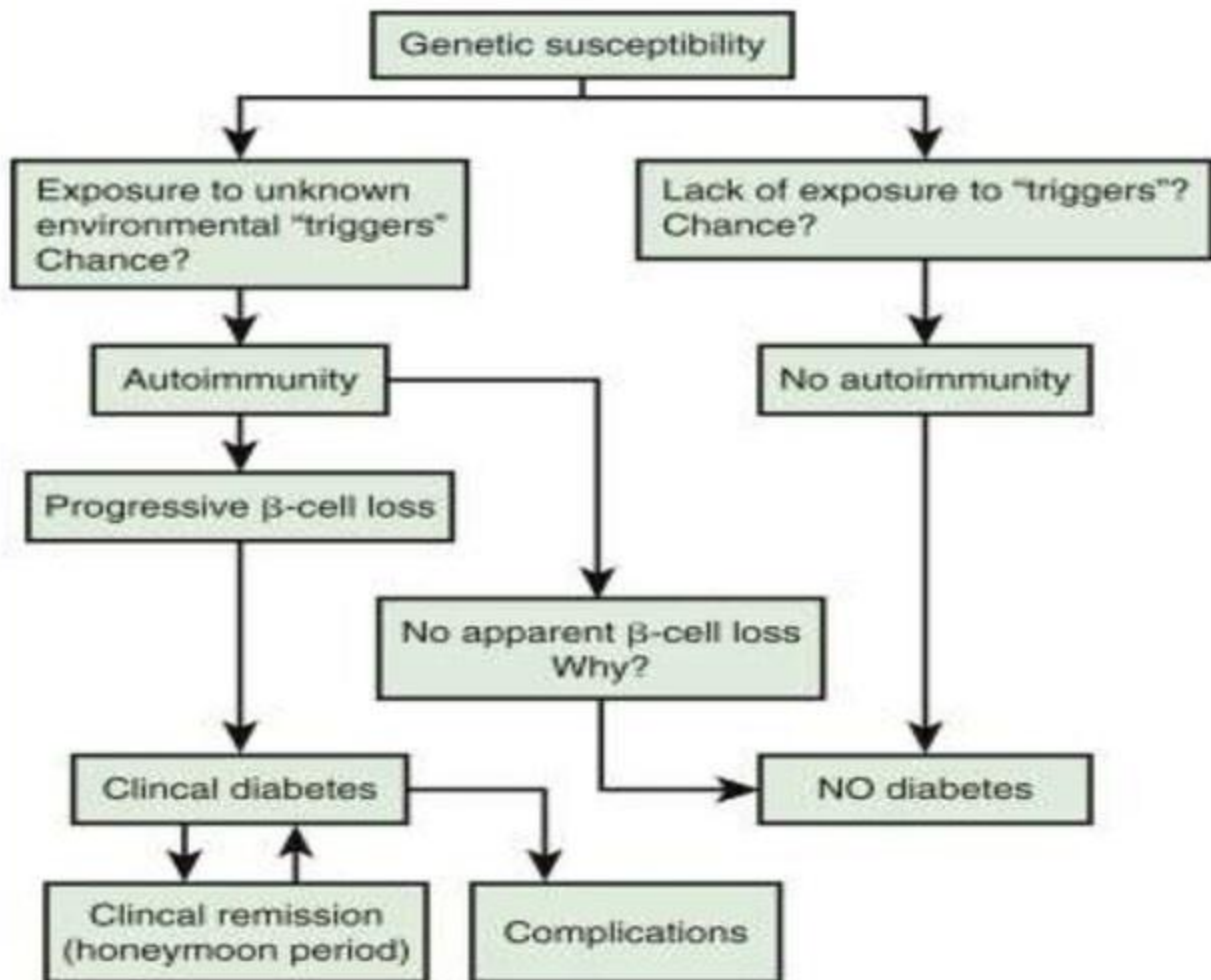 Genetic susceptibility
Exposure to unknown
environmental “triggers”
Chance?
Lack of exposure to “triggers”?
Chance?
Autoimmunity
No autoimmunity
Progressive β-cell loss
No apparent β-cell loss
Why?
Clincal diabetes
NO diabetes
Clincal remission
(honeymoon period)
Complications